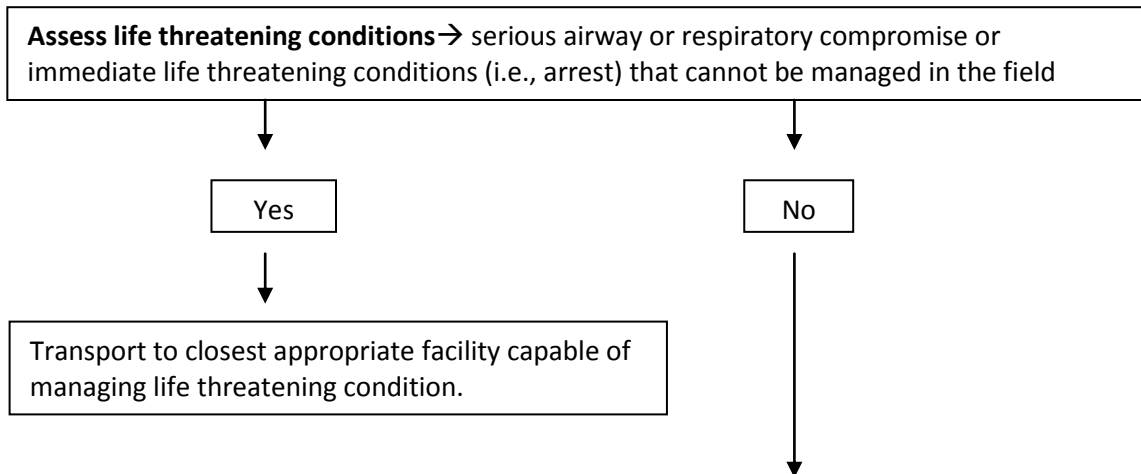 Assess life threatening conditions→ serious airway or respiratory compromise or
immediate life threatening conditions (i.e., arrest) that cannot be managed in the field
Yes
No
Transport to closest appropriate facility capable of
managing life threatening condition.